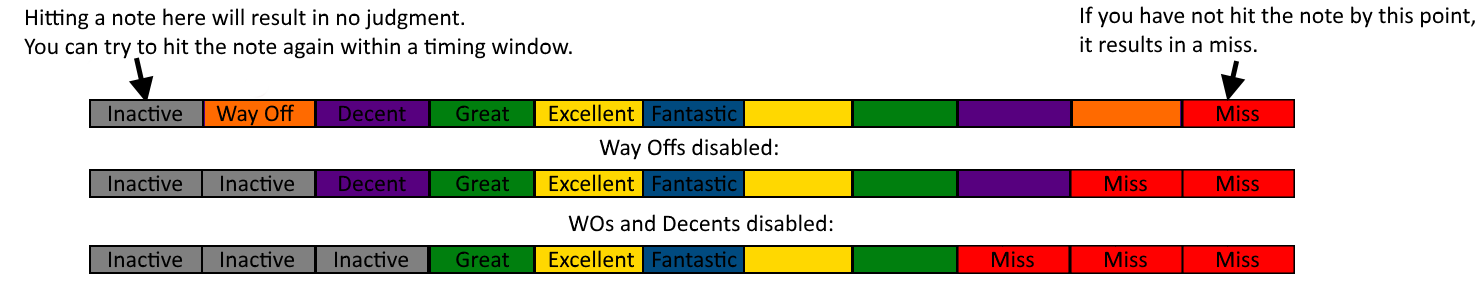 Hitting a note here will result in no judgment.
You can try to hit the note again within a timing window.
If you have not hit the note by this point,
it results in a miss.
Inactive Way Off Decent Great Excellent Fantastic Miss
Way Offs disabled:
Inactive Inactive Decent Great Excellent Fantastic Miss Miss
WOs and Decents disabled:
Inactive Inactive Inactive Great Excellent Fantastic Miss Miss Miss